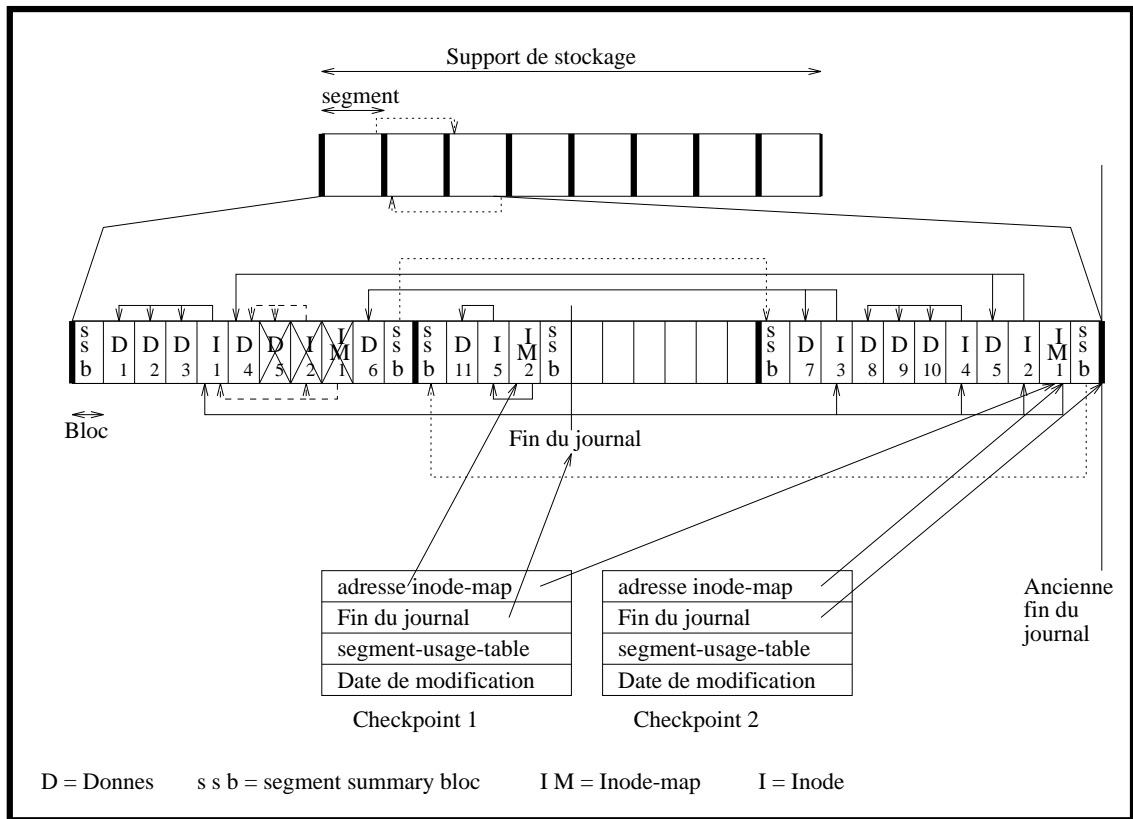 Support de stockage
segment
s s b D 1 D 2 D 3 I 1 D 4 D 5 I 2 I M 1 D 6 s s b D 11 I 5 I M 2 s s b s s b D 7 I 3 D 8 D 9 D 10 I 4 D 5 I 2 I M 1 s s b
Bloc
Fin du journal
adresse inode-map
Fin du journal
segment-usage-table
Date de modification
Checkpoint 1
adresse inode-map
Fin du journal
segment-usage-table
Date de modification
Checkpoint 2
Ancienne
fin du
journal
D = Donnes s s b = segment summary bloc I M = Inode-map I = Inode